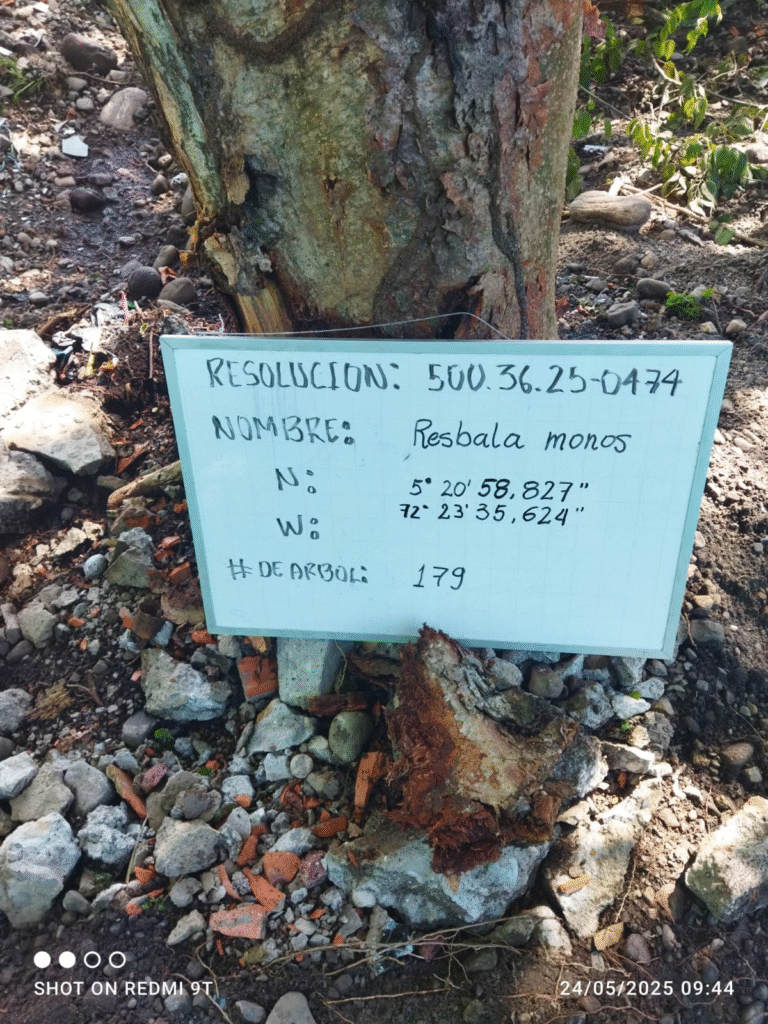 RESOLUCION: 500.36.25-0474
NOMBRE: Resbala monos
N: 5° 20' 58,827"
W: 72° 23' 35,624"
# DE ARBOL: 179
SHOT ON REDMI 9T
24/05/2025 09:44